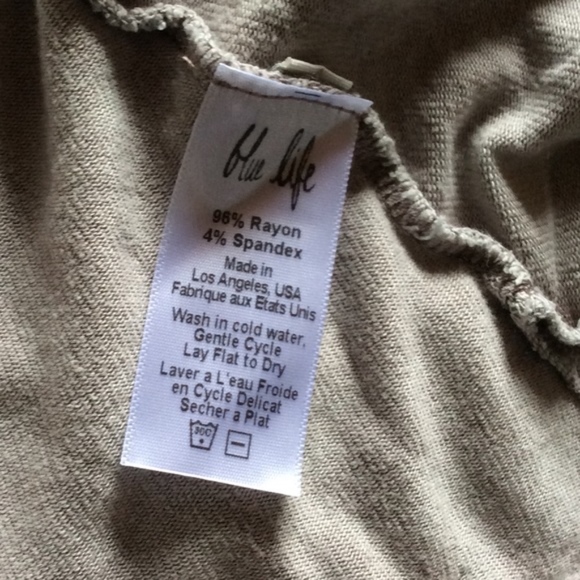 blue life
96% Rayon
4% Spandex
Made in
Los Angeles, USA
Fabrique aux Etats Unis
Wash in cold water,
Gentle Cycle
Lay Flat to Dry
Laver a L'eau Froide
en Cycle Delicat
Secher a Plat
30C